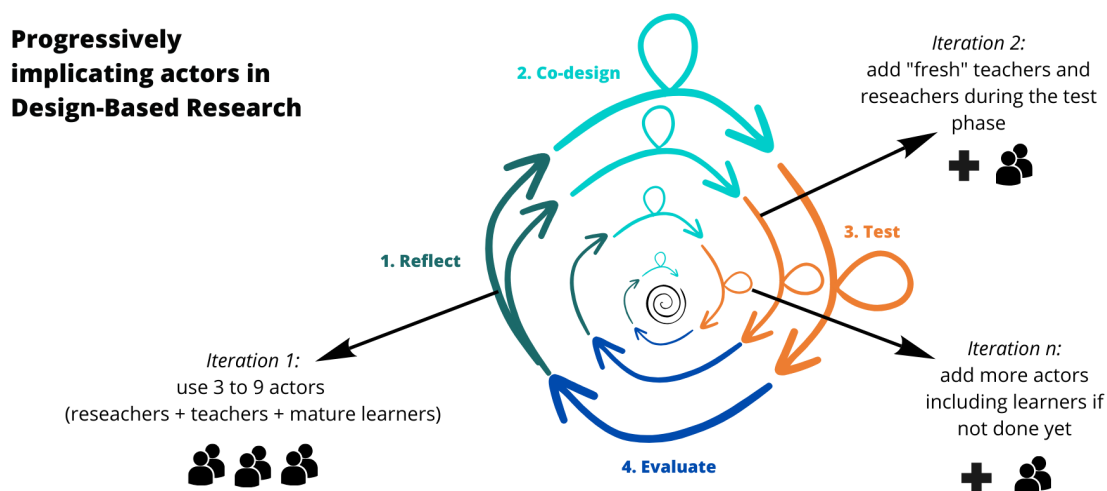 Progressively
implicating actors in
Design-Based Research
2. Co-design
Iteration 2:
add "fresh" teachers and
reseachers during the test
phase
3. Test
1. Reflect
Iteration 1:
use 3 to 9 actors
(reseachers + teachers + mature learners)
Iteration n:
add more actors
including learners if
not done yet
4. Evaluate